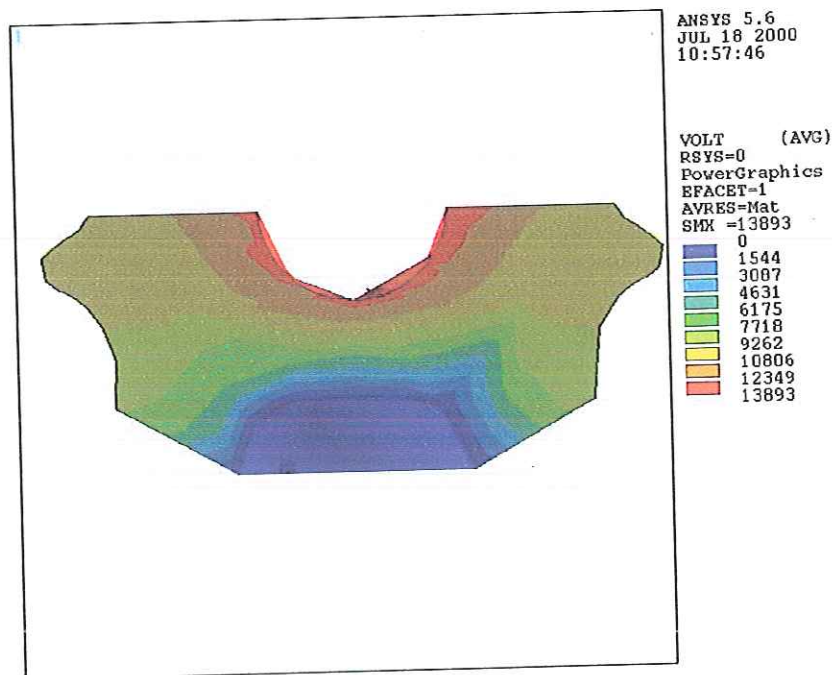 1
ANSYS 5.6
JUL 18 2000
10:57:46
VOLT (AVG)
RSYS=0
PowerGraphics
EFACET=1
AVRES=Mat
SMX =13893
0
1544
3087
4631
6175
7718
9262
10806
12349
13893